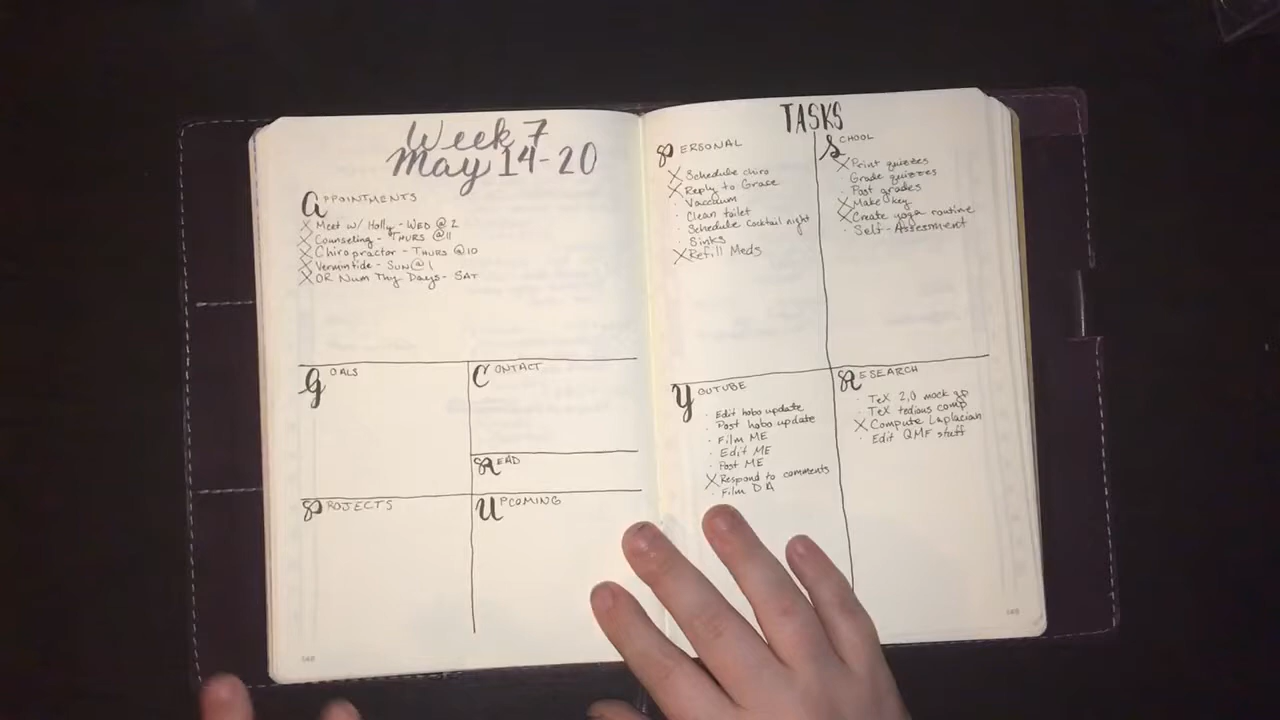 Week 7
May 14-20
APPOINTMENTS
X Meet w/ Holly - WED @ 2
X Counseling - THURS @ 11
X Chiropractor - THURS @ 10
X Vermintide - SUN @ 1
X OR Num Thy Days - SAT
GOALS
CONTACT
READ
PROJECTS
UPCOMING
TASKS
PERSONAL
X Schedule chiro
X Reply to Grace
· Vaccuum
· Clean toilet
· Schedule Cocktail night
· Sinks
X Refill Meds
SCHOOL
X Print quizzes
· Grade quizzes
· Post grades
X Make key
X Create yoga routine
· Self-Assessment
YOUTUBE
· Edit hobo update
· Post hobo update
· Film ME
· Edit ME
· Post ME
X Respond to comments
· Film DA
RESEARCH
· TeX 2,0 mock
· TeX tedious comp
X Compute Laplacian
· Edit QMF stuff